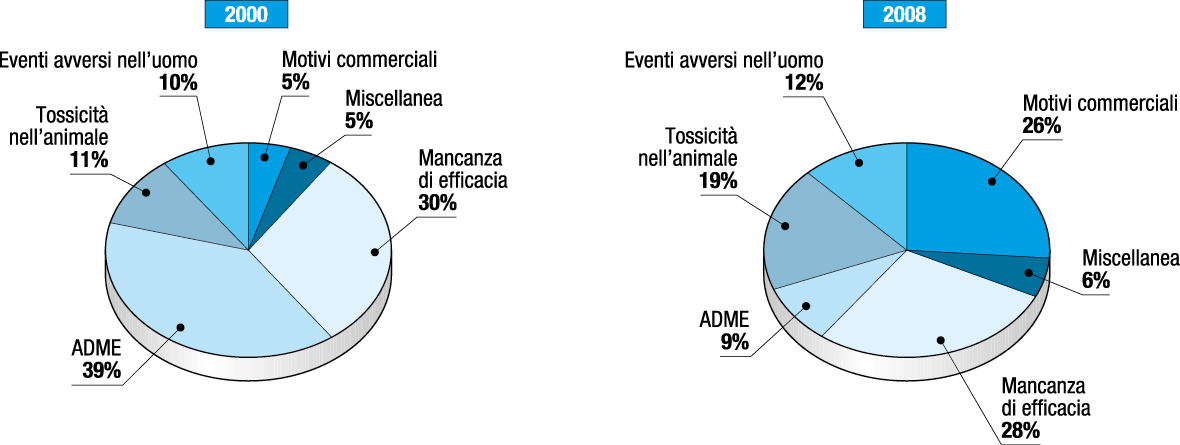 2000
Eventi avversi nell'uomo
10%
Motivi commerciali
5%
Miscellanea
5%
Tossicità
nell'animale
11%
Mancanza
di efficacia
30%
ADME
39%
2008
Eventi avversi nell'uomo
12%
Motivi commerciali
26%
Tossicità
nell'animale
19%
Miscellanea
6%
ADME
9%
Mancanza
di efficacia
28%